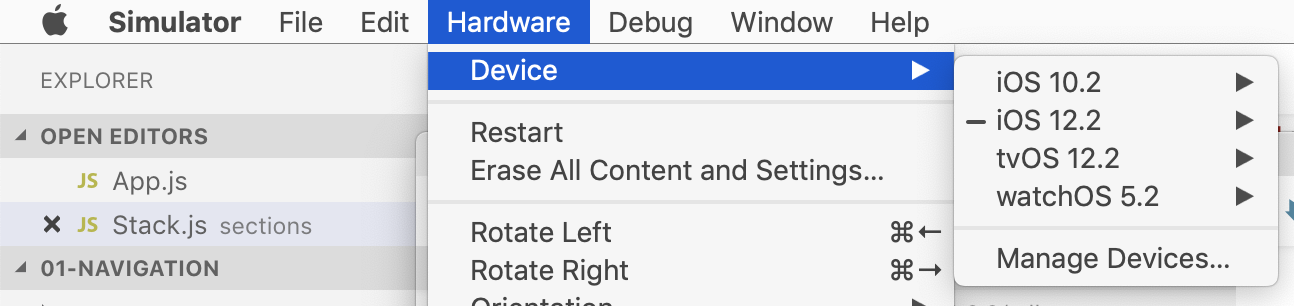 Simulator File Edit Hardware Debug Window Help
EXPLORER
OPEN EDITORS
JS App.js
JS Stack.js sections
01-NAVIGATION
Device
Restart
Erase All Content and Settings...
Rotate Left ⌘←
Rotate Right ⌘→
Orientation
iOS 10.2
iOS 12.2
tvOS 12.2
watchOS 5.2
Manage Devices...